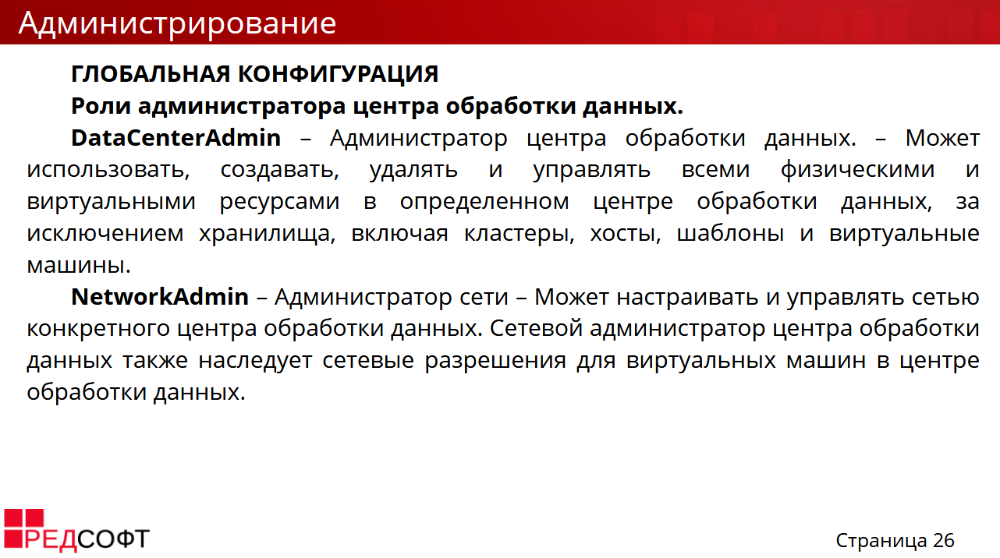 Администрирование
ГЛОБАЛЬНАЯ КОНФИГУРАЦИЯ
Роли администратора центра обработки данных.
DataCenterAdmin – Администратор центра обработки данных. – Может
использовать, создавать, удалять и управлять всеми физическими и
виртуальными ресурсами в определенном центре обработки данных, за
исключением хранилища, включая кластеры, хосты, шаблоны и виртуальные
машины.
NetworkAdmin – Администратор сети – Может настраивать и управлять сетью
конкретного центра обработки данных. Сетевой администратор центра обработки
данных также наследует сетевые разрешения для виртуальных машин в центре
обработки данных.
РЕДСОФТ
Страница 26